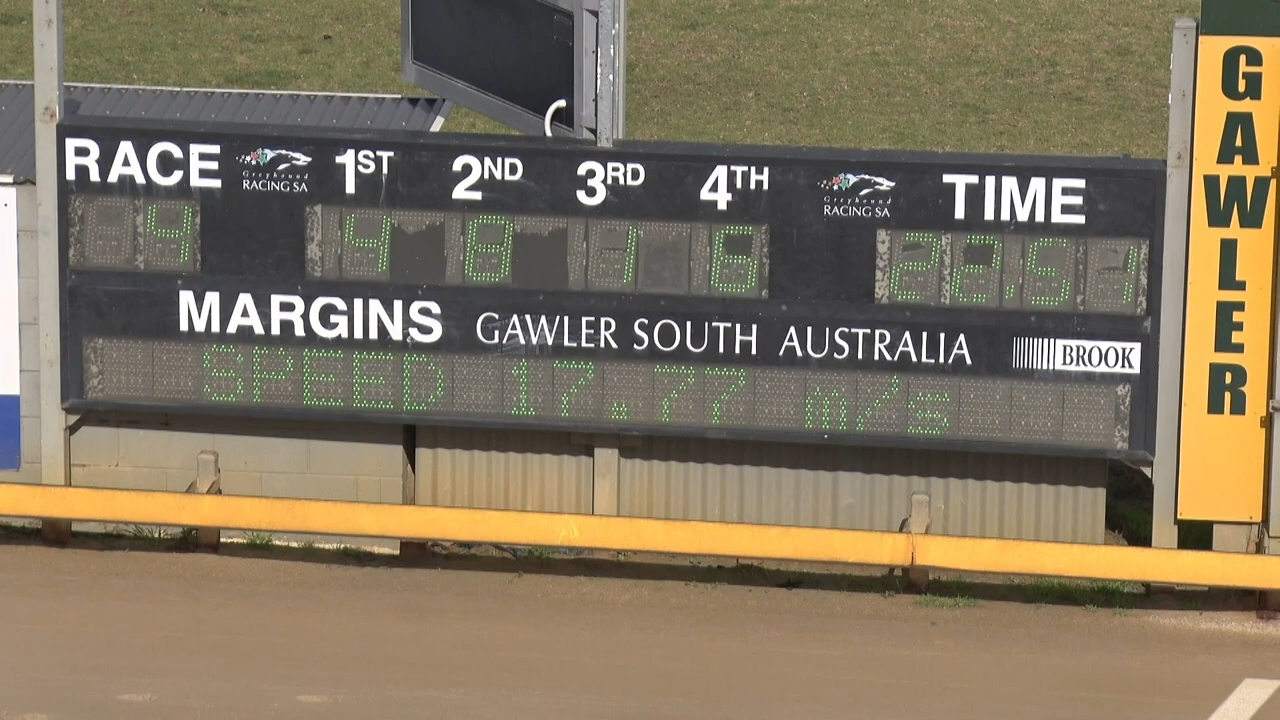 RACE Greyhound RACING SA 1ST 2ND 3RD 4TH Greyhound RACING SA TIME
4 4 8 1 6 22.51
MARGINS GAWLER SOUTH AUSTRALIA BROOK
SPEED 17.77 m/s
GAWLER